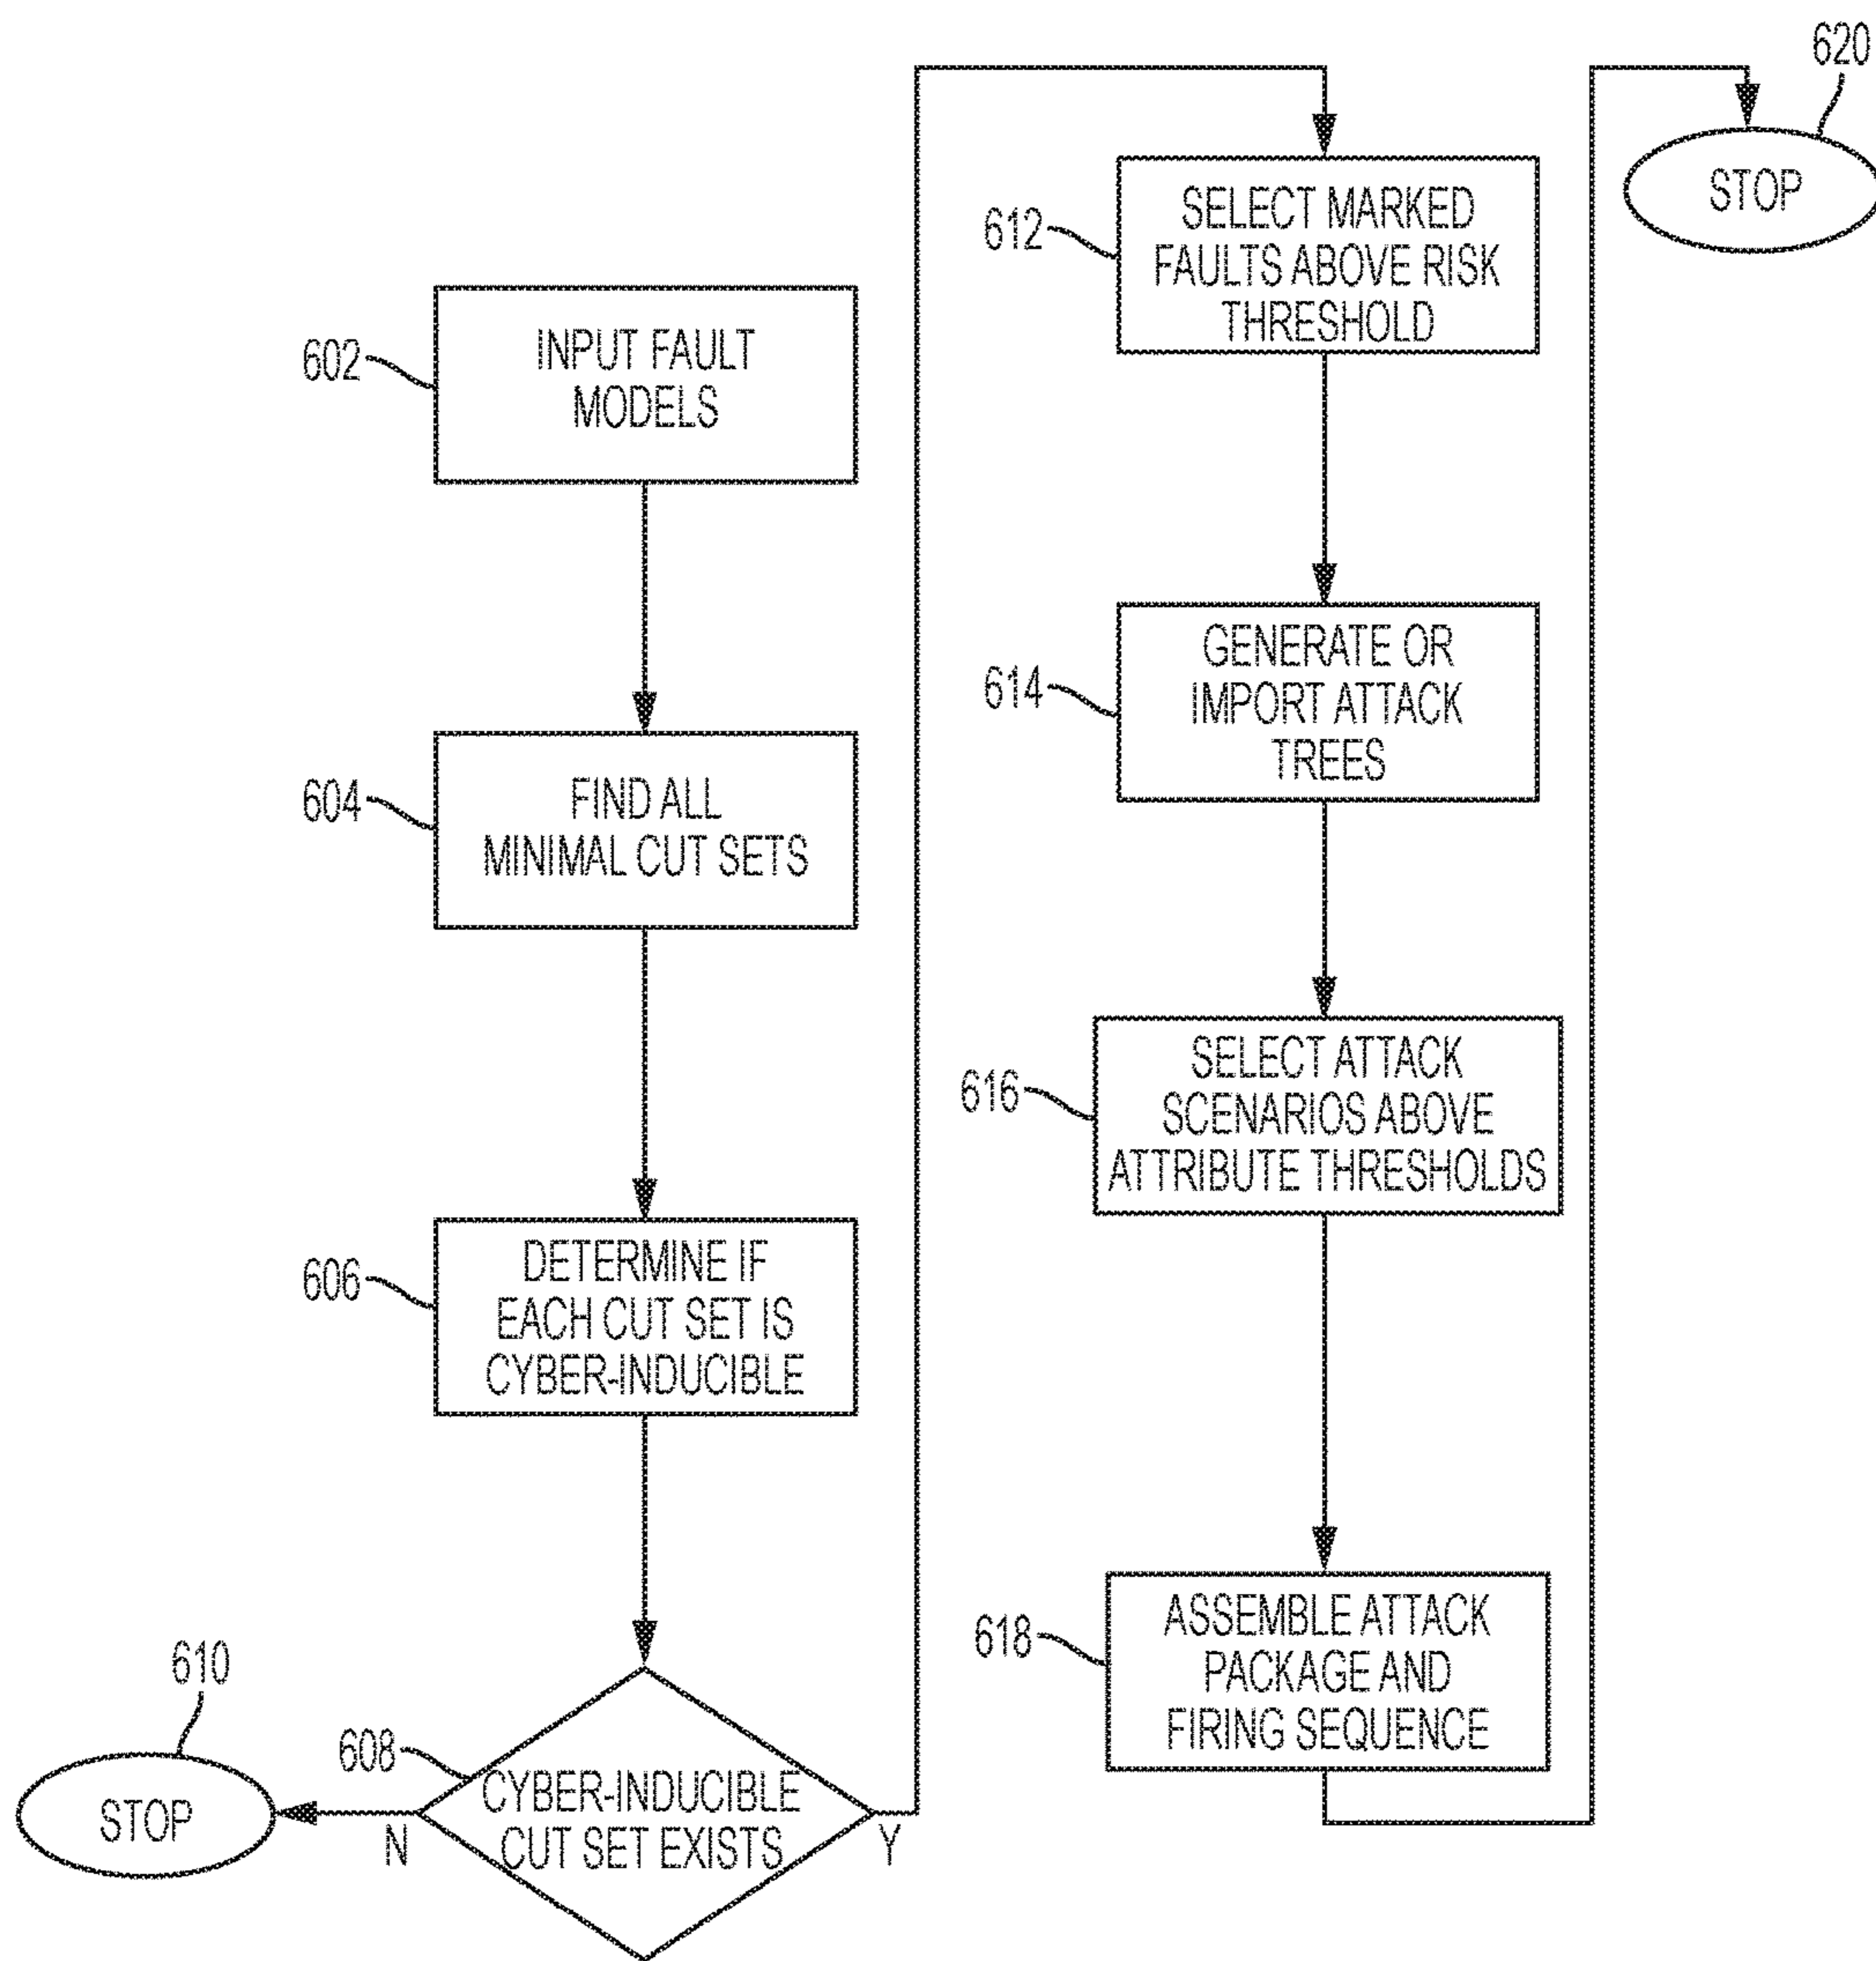 602
INPUT FAULT
MODELS
604
FIND ALL
MINIMAL CUT SETS
606
DETERMINE IF
EACH CUT SET IS
CYBER-INDUCIBLE
608
CYBER-INDUCIBLE
CUT SET EXISTS
N
Y
610
STOP
612
SELECT MARKED
FAULTS ABOVE RISK
THRESHOLD
614
GENERATE OR
IMPORT ATTACK
TREES
616
SELECT ATTACK
SCENARIOS ABOVE
ATTRIBUTE THRESHOLDS
618
ASSEMBLE ATTACK
PACKAGE AND
FIRING SEQUENCE
620
STOP